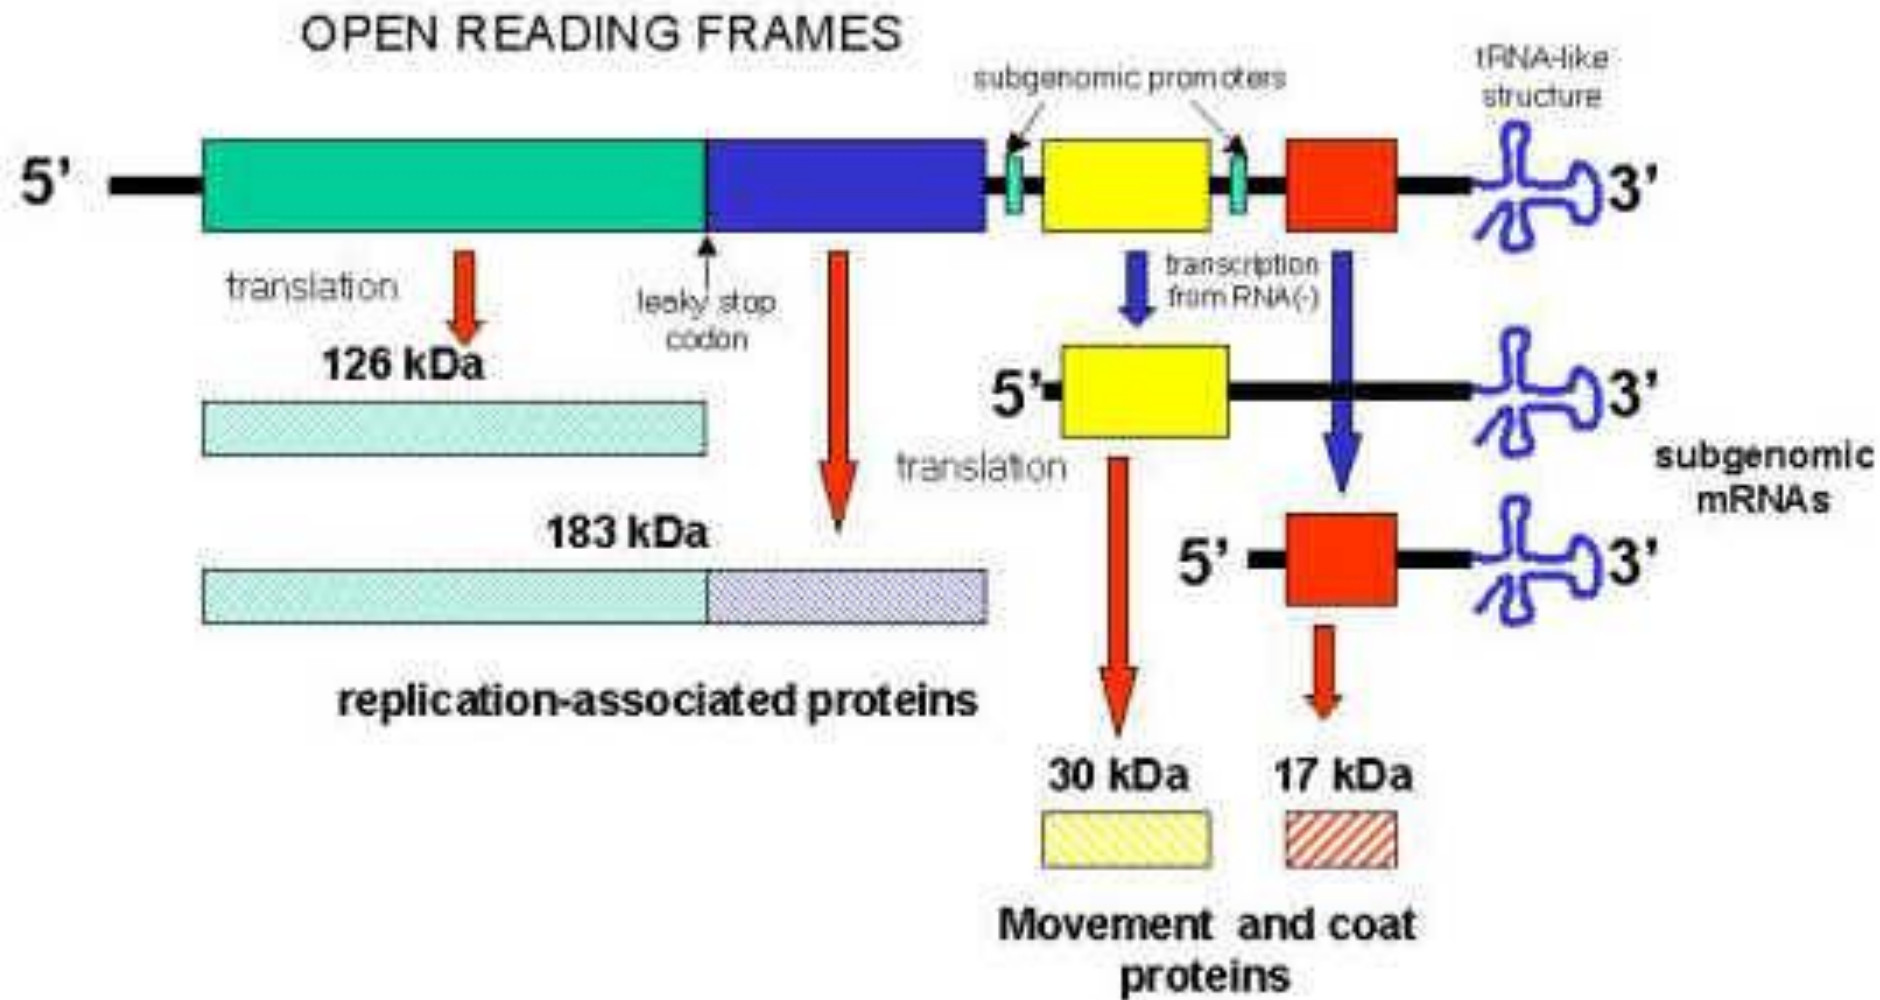 OPEN READING FRAMES
subgenomic promoters
tRNA-like
structure
5’
3’
translation
leaky stop
codon
transcription
from RNA(-)
126 kDa
5’
3’
translation
subgenomic
mRNAs
183 kDa
5’
3’
replication-associated proteins
30 kDa
17 kDa
Movement and coat
proteins